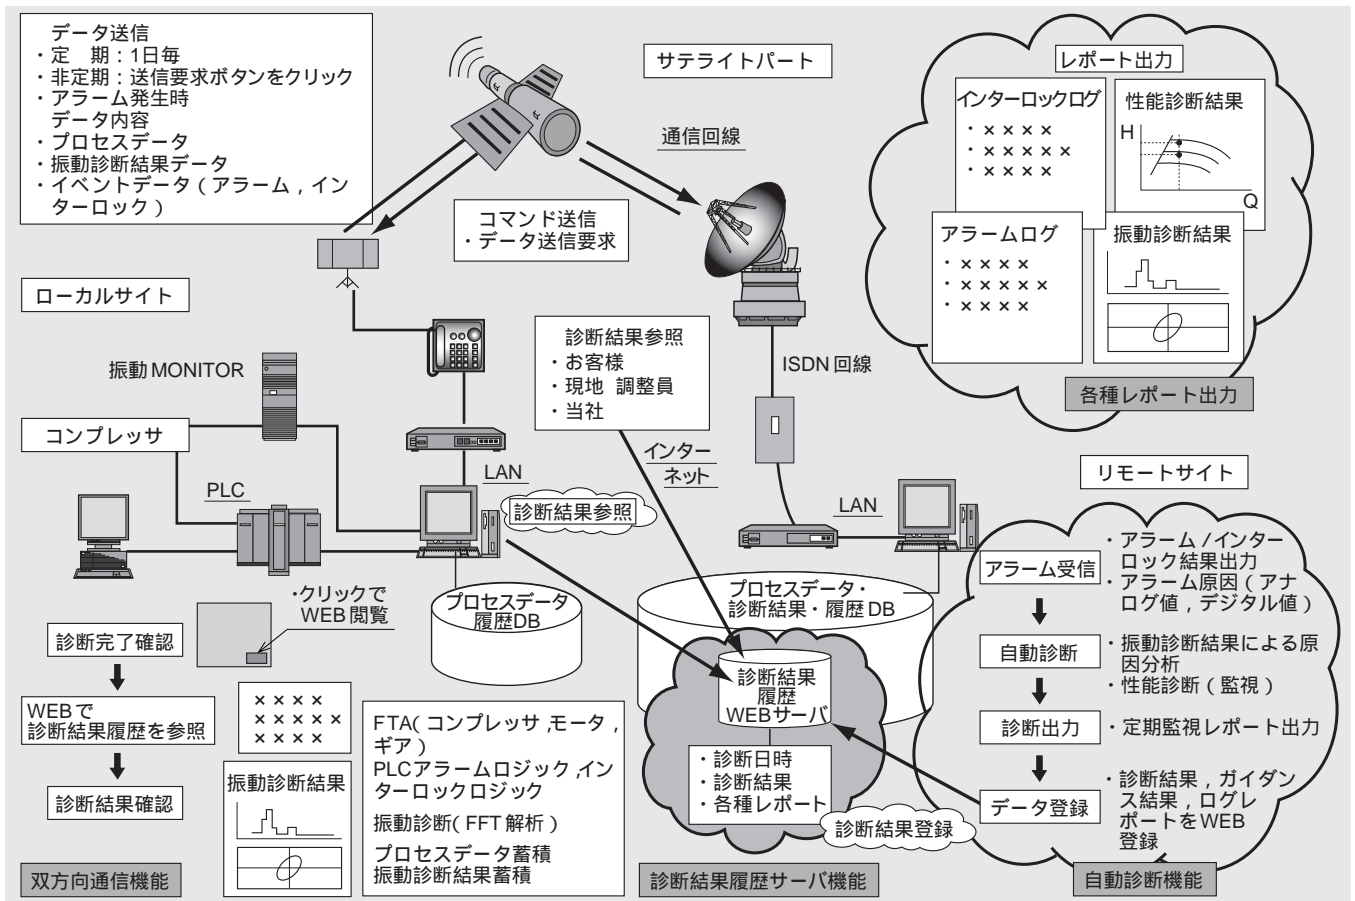 データ送信
・定　期：1日毎
・非定期：送信要求ボタンをクリック
・アラーム発生時
データ内容
・プロセスデータ
・振動診断結果データ
・イベントデータ（アラーム，イン
ターロック）
サテライトパート
通信回線
コマンド送信
・データ送信要求
レポート出力
インターロックログ
・××××
・×××××
・××××
性能診断結果
H
Q
アラームログ
・××××
・×××××
・××××
振動診断結果
各種レポート出力
ローカルサイト
振動MONITOR
コンプレッサ
PLC
LAN
診断結果参照
診断結果参照
・お客様
・現地 調整員
・当社
インター
ネット
ISDN回線
LAN
リモートサイト
プロセスデータ
履歴DB
プロセスデータ・
診断結果・履歴DB
・クリックで
WEB閲覧
診断完了確認
WEBで
診断結果履歴を参照
診断結果確認
××××
×××××
××××
振動診断結果
双方向通信機能
FTA（コンプレッサ，モータ，
ギア）
PLCアラームロジック，イン
ターロックロジック
振動診断（FFT解析）
プロセスデータ蓄積
振動診断結果蓄積
診断結果
履歴
WEBサーバ
・診断日時
・診断結果
・各種レポート
診断結果登録
診断結果履歴サーバ機能
アラーム受信
・アラーム/インター
ロック結果出力
・アラーム原因（アナ
ログ値，デジタル値）
自動診断
・振動診断結果による原
因分析
・性能診断（監視）
診断出力
・定期監視レポート出力
データ登録
・診断結果，ガイダン
ス結果，ログレ
ポートをWEB
登録
自動診断機能